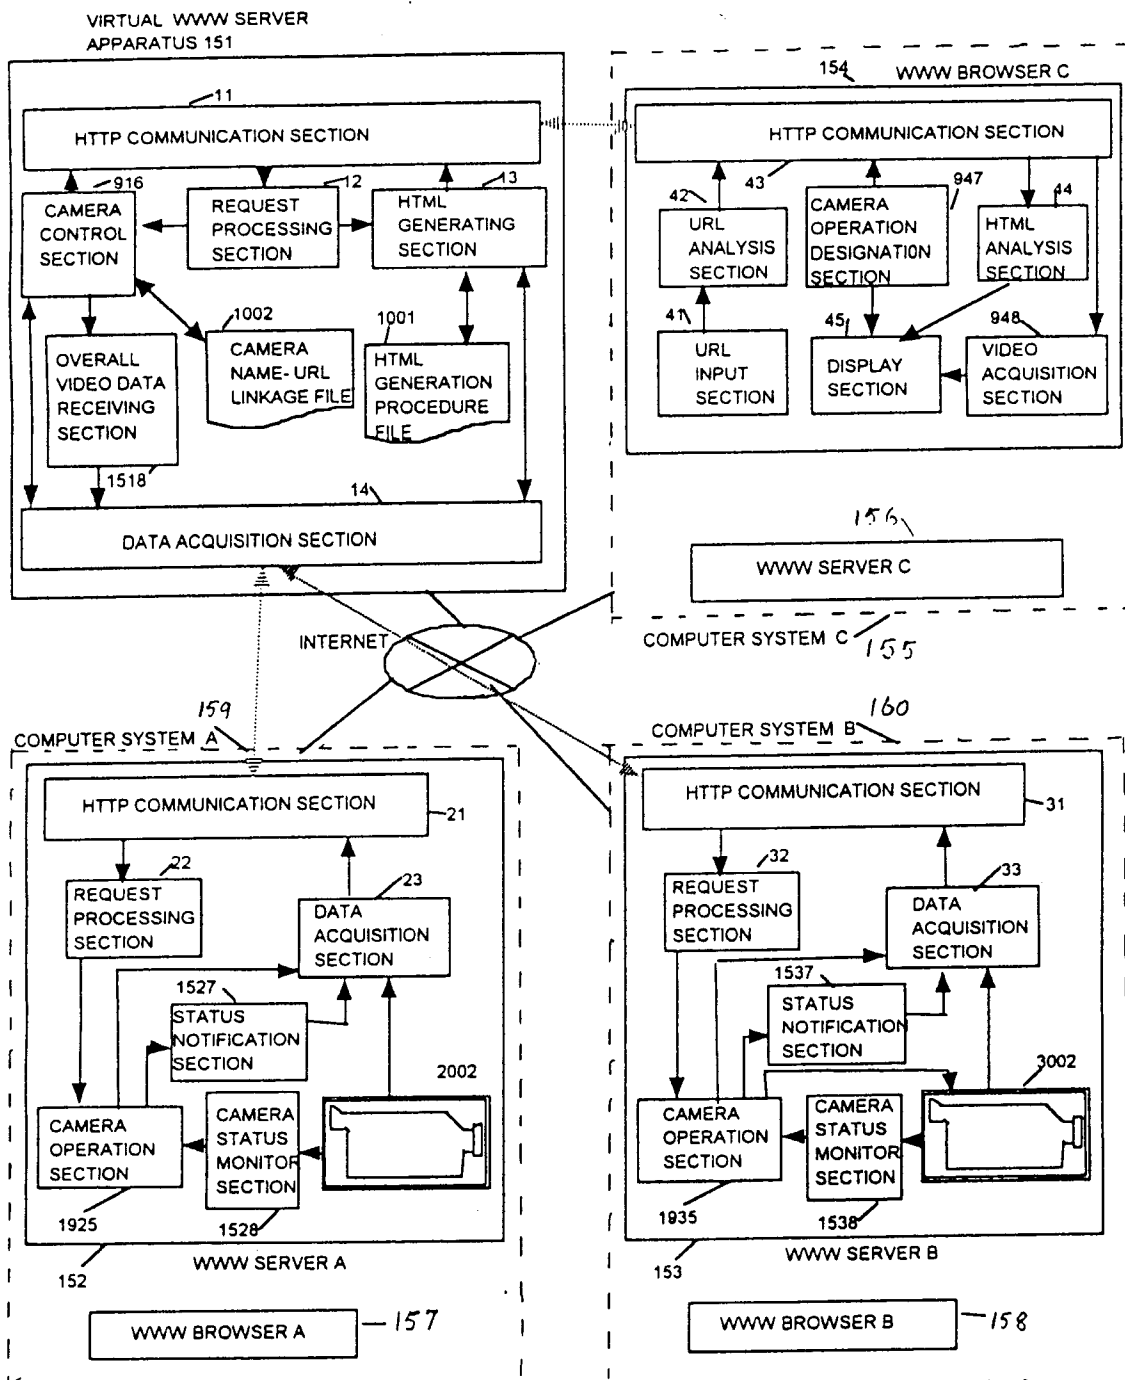 VIRTUAL WWW SERVER
APPARATUS 151
11
HTTP COMMUNICATION SECTION
916
CAMERA
CONTROL
SECTION
12
REQUEST
PROCESSING
SECTION
13
HTML
GENERATING
SECTION
OVERALL
VIDEO DATA
RECEIVING
SECTION
1518
1002
CAMERA
NAME-URL
LINKAGE FILE
1001
HTML
GENERATION
PROCEDURE
FILE
14
DATA ACQUISITION SECTION
154
WWW BROWSER C
HTTP COMMUNICATION SECTION
43
42
URL
ANALYSIS
SECTION
947
CAMERA
OPERATION
DESIGNATION
SECTION
44
HTML
ANALYSIS
SECTION
41
URL
INPUT
SECTION
45
DISPLAY
SECTION
948
VIDEO
ACQUISITION
SECTION
156
WWW SERVER C
COMPUTER SYSTEM C
155
INTERNET
159
COMPUTER SYSTEM A
HTTP COMMUNICATION SECTION
21
22
REQUEST
PROCESSING
SECTION
23
DATA
ACQUISITION
SECTION
1527
STATUS
NOTIFICATION
SECTION
2002
CAMERA
OPERATION
SECTION
1925
CAMERA
STATUS
MONITOR
SECTION
1528
152
WWW SERVER A
WWW BROWSER A
157
160
COMPUTER SYSTEM B
HTTP COMMUNICATION SECTION
31
32
REQUEST
PROCESSING
SECTION
33
DATA
ACQUISITION
SECTION
1537
STATUS
NOTIFICATION
SECTION
3002
CAMERA
OPERATION
SECTION
1935
CAMERA
STATUS
MONITOR
SECTION
1538
153
WWW SERVER B
WWW BROWSER B
158